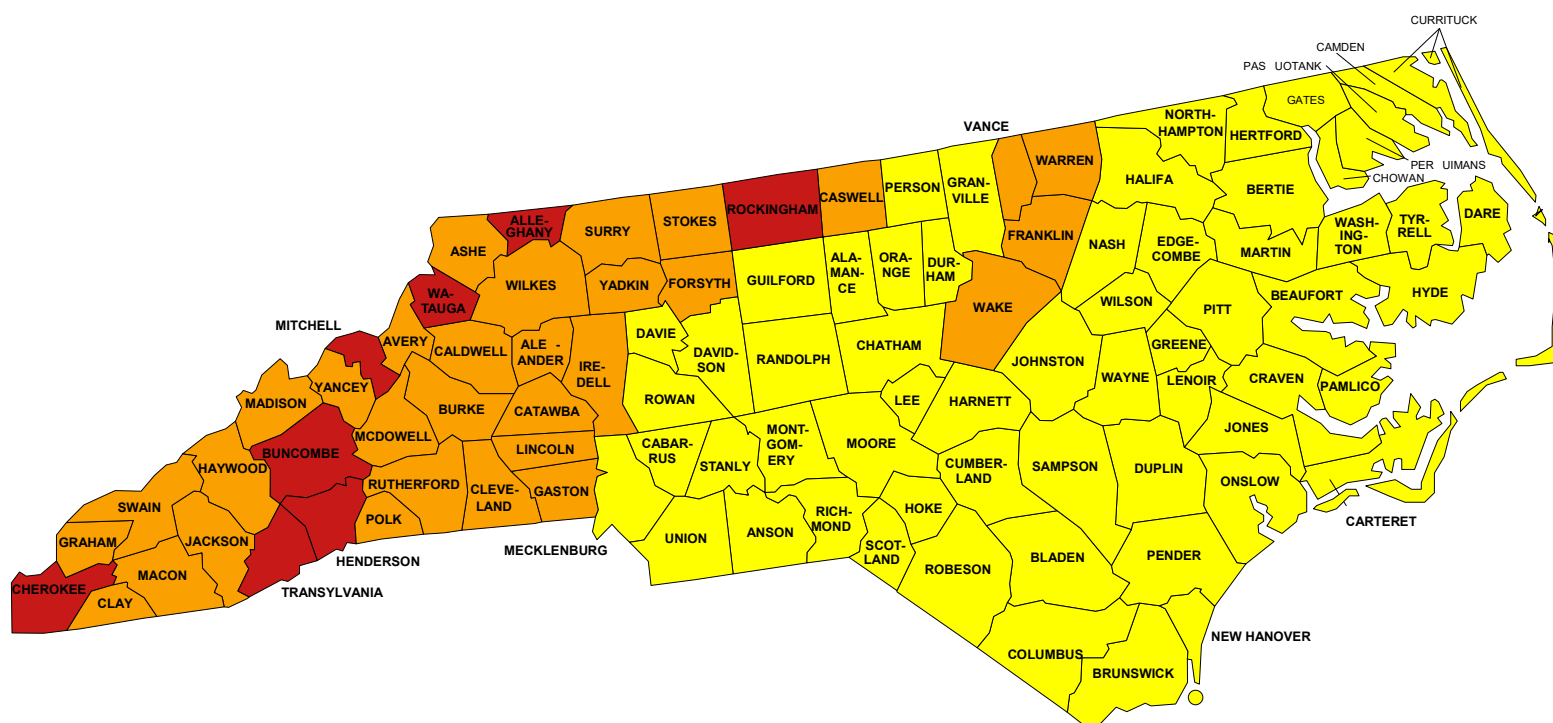 CURRITUCK
CAMDEN
PAS UOTANK
GATES
NORTH-
HAMPTON
HERTFORD
VANCE
WARREN
PER UIMANS
CHOWAN
HALIFA
BERTIE
PERSON
GRAN-
VILLE
CASWELL
ROCKINGHAM
STOKES
SURRY
ALLE-
GHANY
ASHE
WASH-
ING-
TON
TYR-
RELL
DARE
FRANKLIN
NASH
EDGE-
COMBE
MARTIN
ALA-
MAN-
CE
ORA-
NGE
DUR-
HAM
GUILFORD
FORSYTH
YADKIN
WILKES
WA-
TAUGA
WAKE
WILSON
PITT
BEAUFORT
HYDE
MITCHELL
AVERY
CALDWELL
ALE -
ANDER
IRE-
DELL
DAVIE
DAVID-
SON
RANDOLPH
CHATHAM
JOHNSTON
GREENE
WAYNE
LENOIR
CRAVEN
PAMLICO
YANCEY
MADISON
BURKE
CATAWBA
ROWAN
LEE
HARNETT
MCDOWELL
BUNCOMBE
HAYWOOD
LINCOLN
CABAR-
RUS
STANLY
MONT-
GOM-
ERY
MOORE
CUMBER-
LAND
SAMPSON
DUPLIN
JONES
ONSLOW
RUTHERFORD
CLEVE-
LAND
GASTON
SWAIN
POLK
JACKSON
GRAHAM
MACON
CHEROKEE
CLAY
HENDERSON
TRANSYLVANIA
MECKLENBURG
UNION
ANSON
RICH-
MOND
SCOT-
LAND
HOKE
ROBESON
BLADEN
PENDER
CARTERET
NEW HANOVER
COLUMBUS
BRUNSWICK